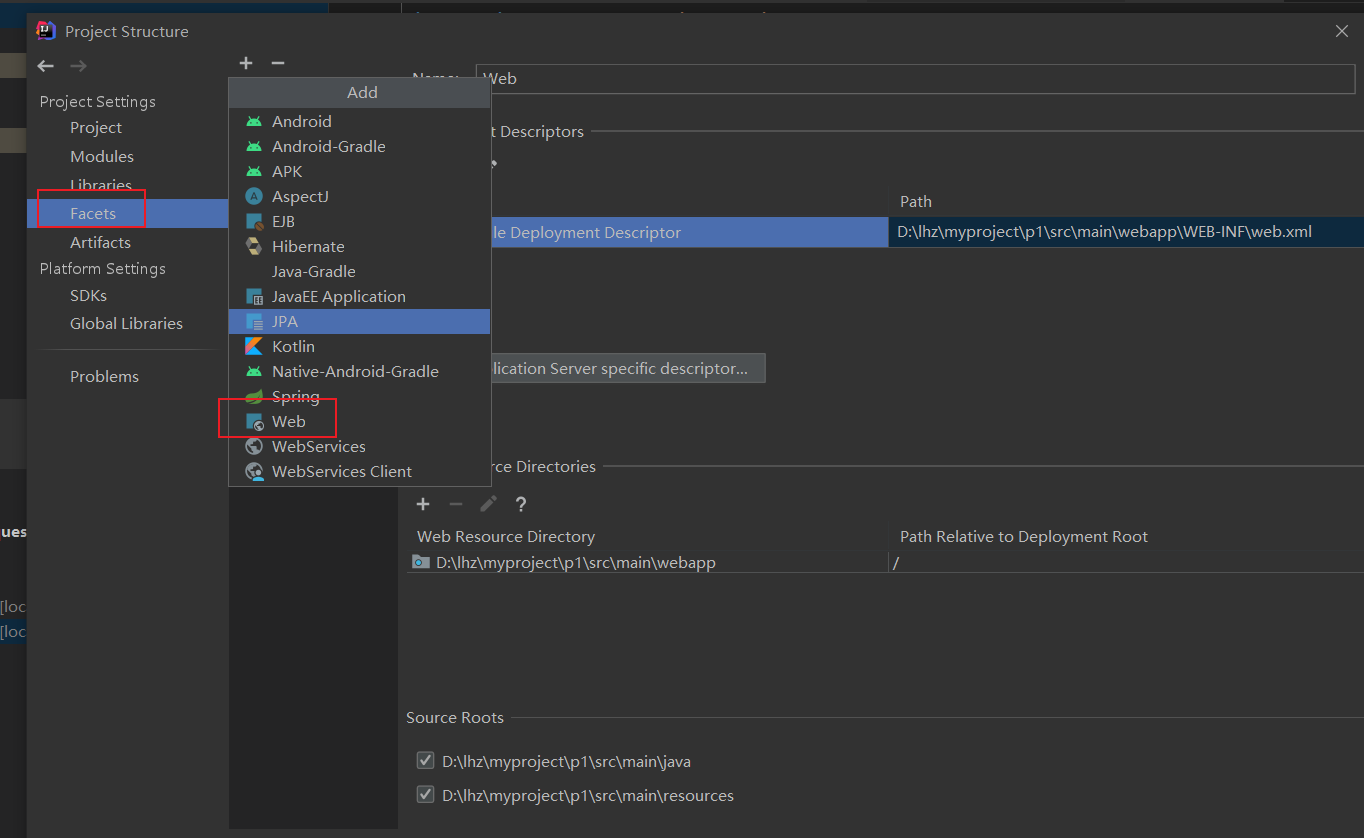 Project Structure
Project Settings
Project
Modules
Libraries
Facets
Artifacts
Platform Settings
SDKs
Global Libraries
Problems
Add
Android
Android-Gradle
APK
AspectJ
EJB
Hibernate
Java-Gradle
JavaEE Application
JPA
Kotlin
Native-Android-Gradle
Spring
Web
WebServices
WebServices Client
Name: Web
t Descriptors
Path
le Deployment Descriptor D:\lhz\myproject\p1\src\main\webapp\WEB-INF\web.xml
lication Server specific descriptor...
rce Directories
Web Resource Directory Path Relative to Deployment Root
D:\lhz\myproject\p1\src\main\webapp /
Source Roots
D:\lhz\myproject\p1\src\main\java
D:\lhz\myproject\p1\src\main\resources
ues
[loc
[loc